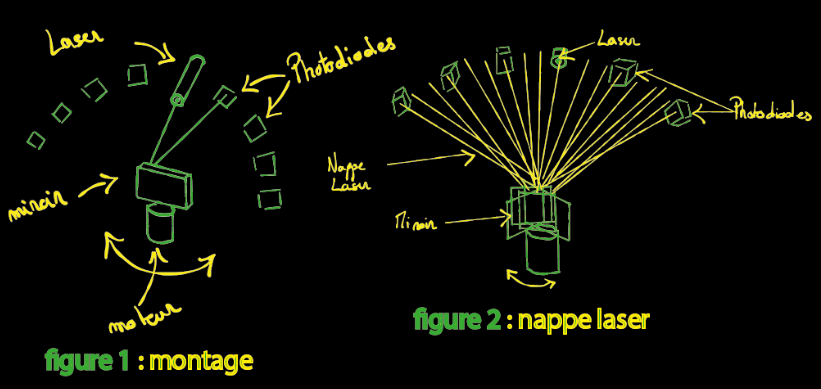 Laser
Photodiodes
miroir
moteur
figure 1 : montage
Laser
Photodiodes
Nappe
Laser
Miroir
figure 2 : nappe laser